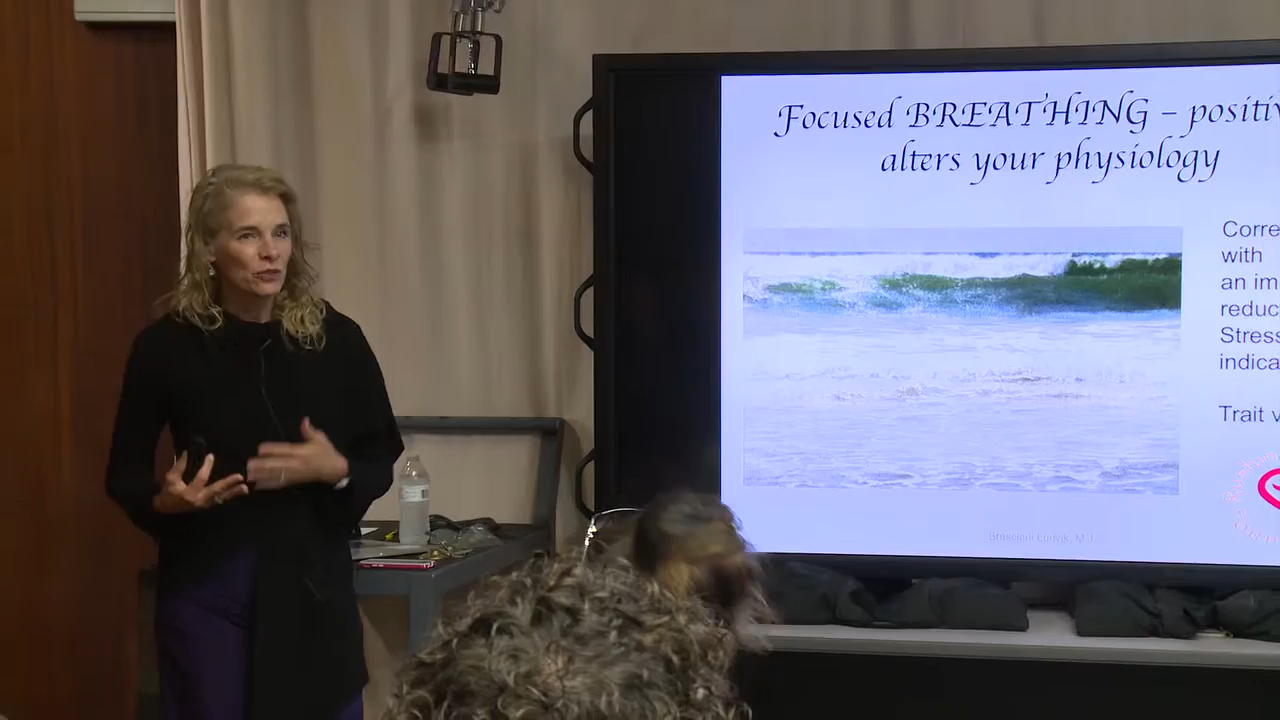 Focused BREATHING – positiv
alters your physiology
Corre
with
an im
reduc
Stress
indica
Trait v